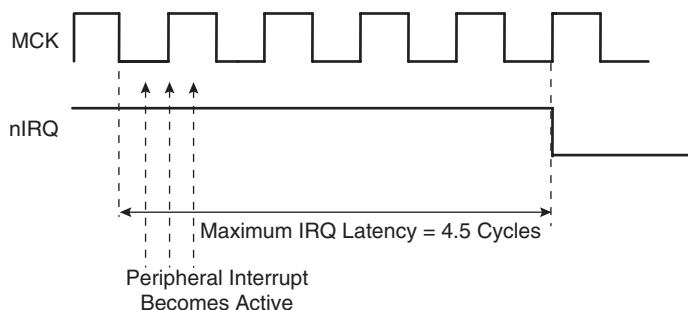 MCK
nIRQ
Maximum IRQ Latency = 4.5 Cycles
Peripheral Interrupt
Becomes Active